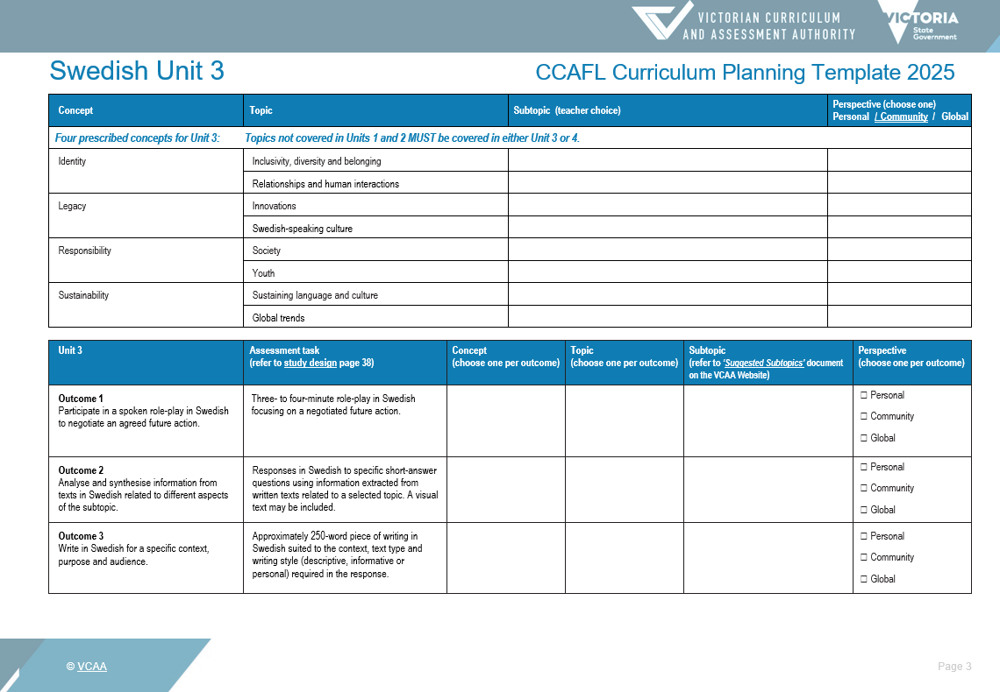 VICTORIAN CURRICULUM
AND ASSESSMENT AUTHORITY
VICTORIA
State
Government
Swedish Unit 3
CCAFL Curriculum Planning Template 2025
Concept
Topic
Subtopic (teacher choice)
Perspective (choose one)
Personal / Community / Global
Four prescribed concepts for Unit 3:
Topics not covered in Units 1 and 2 MUST be covered in either Unit 3 or 4.
Identity
Inclusivity, diversity and belonging
Relationships and human interactions
Legacy
Innovations
Swedish-speaking culture
Responsibility
Society
Youth
Sustainability
Sustaining language and culture
Global trends
Unit 3
Assessment task
(refer to study design page 38)
Concept
(choose one per outcome)
Topic
(choose one per outcome)
Subtopic
(refer to 'Suggested Subtopics' document
on the VCAA Website)
Perspective
(choose one per outcome)
Outcome 1
Participate in a spoken role-play in Swedish
to negotiate an agreed future action.
Three- to four-minute role-play in Swedish
focusing on a negotiated future action.
☐ Personal
☐ Community
☐ Global
Outcome 2
Analyse and synthesise information from
texts in Swedish related to different aspects
of the subtopic.
Responses in Swedish to specific short-answer
questions using information extracted from
written texts related to a selected topic. A visual
text may be included.
☐ Personal
☐ Community
☐ Global
Outcome 3
Write in Swedish for a specific context,
purpose and audience.
Approximately 250-word piece of writing in
Swedish suited to the context, text type and
writing style (descriptive, informative or
personal) required in the response.
☐ Personal
☐ Community
☐ Global
© VCAA
Page 3